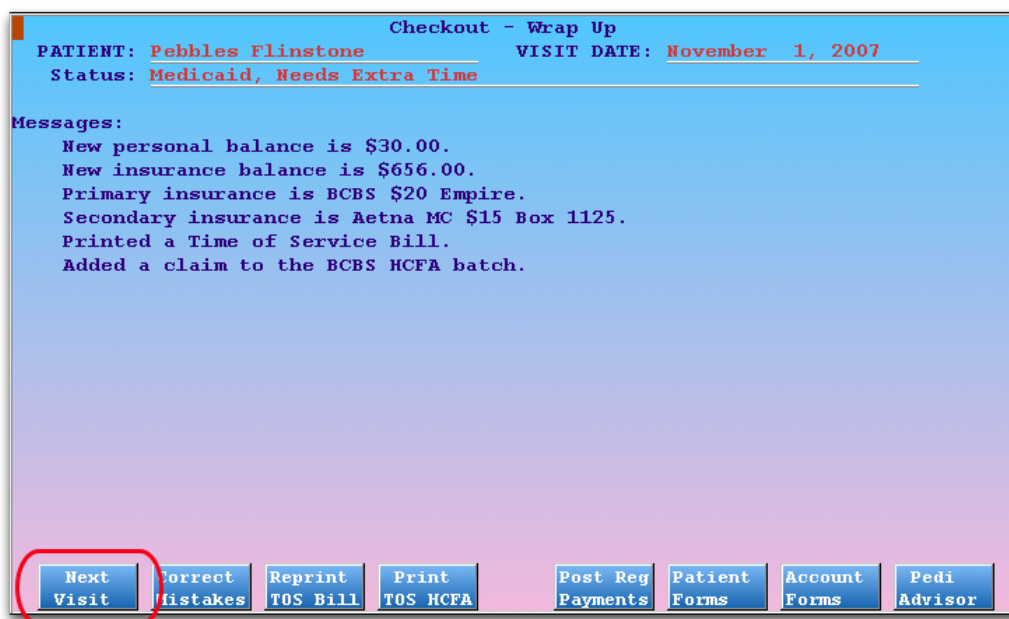 Checkout - Wrap Up
PATIENT: Pebbles Flinstone VISIT DATE: November 1, 2007
Status: Medicaid, Needs Extra Time
Messages:
New personal balance is $30.00.
New insurance balance is $656.00.
Primary insurance is BCBS $20 Empire.
Secondary insurance is Aetna MC $15 Box 1125.
Printed a Time of Service Bill.
Added a claim to the BCBS HCFA batch.
Next Correct Reprint Print Post Reg Patient Account Pedi
Visit Mistakes TOS Bill TOS HCFA Payments Forms Forms Advisor